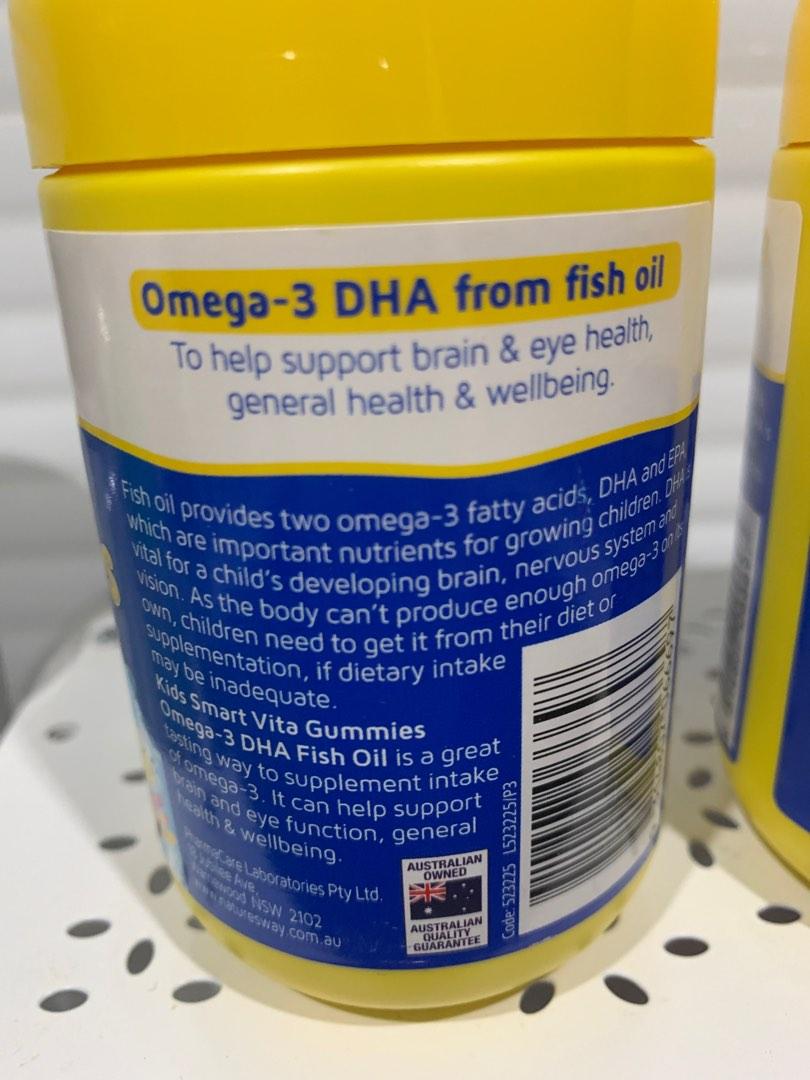 Omega-3 DHA from fish oil
To help support brain & eye health,
general health & wellbeing.
Fish oil provides two omega-3 fatty acids, DHA and EPA
which are important nutrients for growing children. DHA is
vital for a child's developing brain, nervous system and
vision. As the body can't produce enough omega-3 on its
own, children need to get it from their diet or
supplementation, if dietary intake
may be inadequate.
Kids Smart Vita Gummies
Omega-3 DHA Fish Oil is a great
tasting way to supplement intake
of omega-3. It can help support
brain and eye function, general
health & wellbeing.
PharmaCare Laboratories Pty Ltd.
Jubilee Ave,
Warriewood NSW 2102
www.naturesway.com.au
AUSTRALIAN
OWNED
AUSTRALIAN
QUALITY
GUARANTEE
Code: 523225 L523225IP3